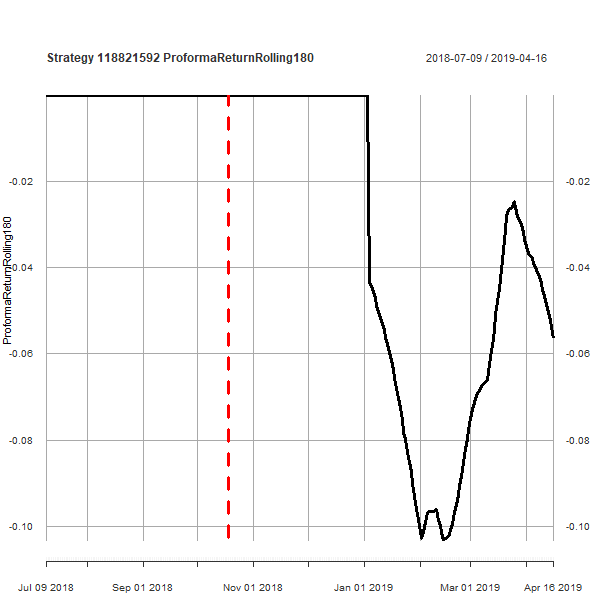 Strategy 118821592 ProformaReturnRolling180
2018-07-09 / 2019-04-16
ProformaReturnRolling180
-0.02
-0.04
-0.06
-0.08
-0.10
-0.02
-0.04
-0.06
-0.08
-0.10
Jul 09 2018 Sep 01 2018 Nov 01 2018 Jan 01 2019 Mar 01 2019 Apr 16 2019